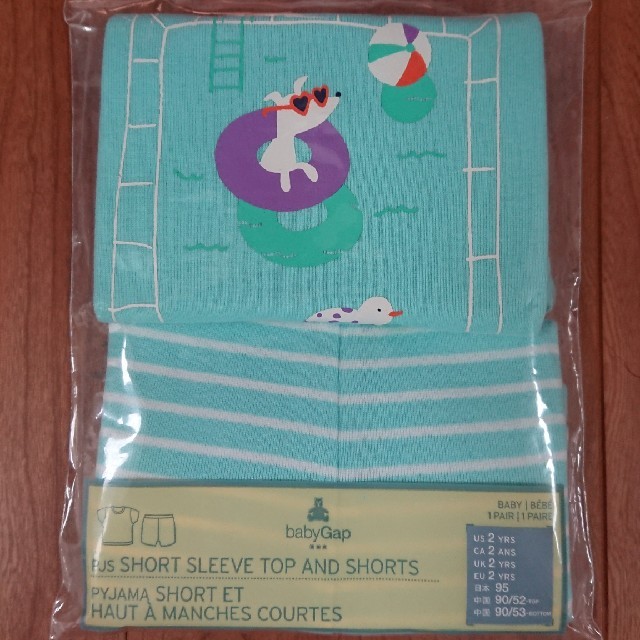 babyGap
PJS SHORT SLEEVE TOP AND SHORTS
PYJAMA SHORT ET
HAUT À MANCHES COURTES
BABY | BÉBÉ
1 PAIR | 1 PAIRE
US 2 YRS
CA 2 ANS
UK 2 YRS
EU 2 YRS
日本 95
中国 90/52-TOP
中国 90/53-BOTTOM